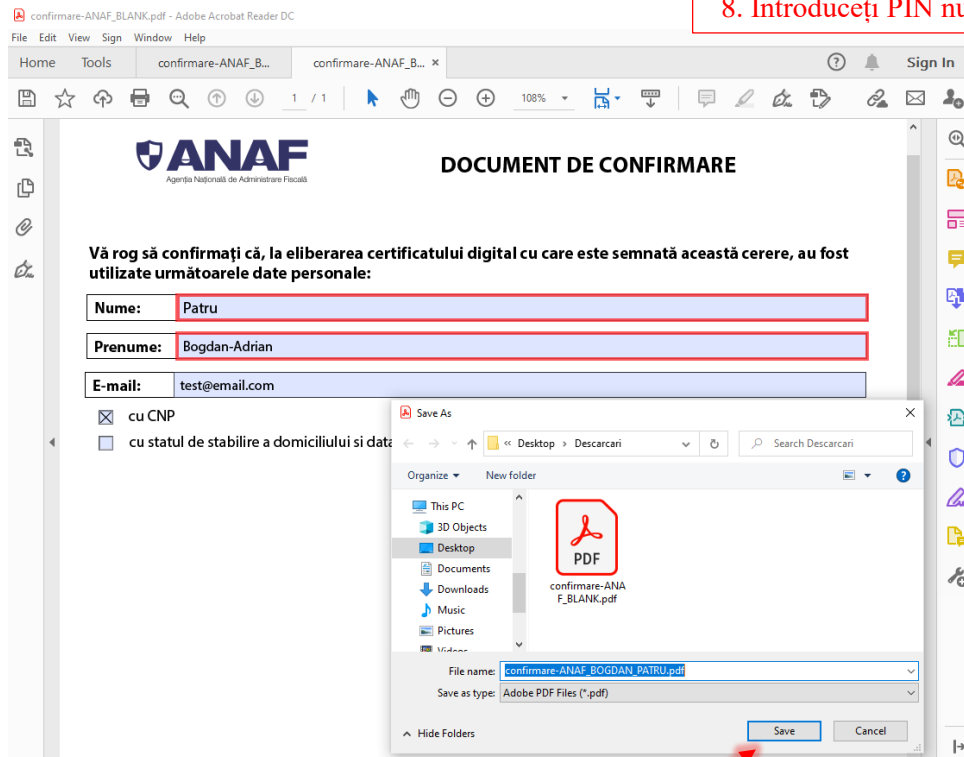 8. Introduceți PIN nu
confirmare-ANAF_BLANK.pdf - Adobe Acrobat Reader DC
File Edit View Sign Window Help
Home Tools confirmare-ANAF_B... confirmare-ANAF_B... × Sign In
1 / 1 108%
ANAF
Agenția Națională de Administrare Fiscală
DOCUMENT DE CONFIRMARE
Vă rog să confirmați că, la eliberarea certificatului digital cu care este semnată această cerere, au fost
utilizate următoarele date personale:
Nume: Patru
Prenume: Bogdan-Adrian
E-mail: test@email.com
cu CNP
cu statul de stabilire a domiciliului si data
Save As
« Desktop › Descarcari Search Descarcari
Organize New folder
This PC
3D Objects
Desktop
Documents
Downloads
Music
Pictures
Videos
PDF
confirmare-ANA
F_BLANK.pdf
File name: confirmare-ANAF_BOGDAN_PATRU.pdf
Save as type: Adobe PDF Files (*.pdf)
Hide Folders Save Cancel